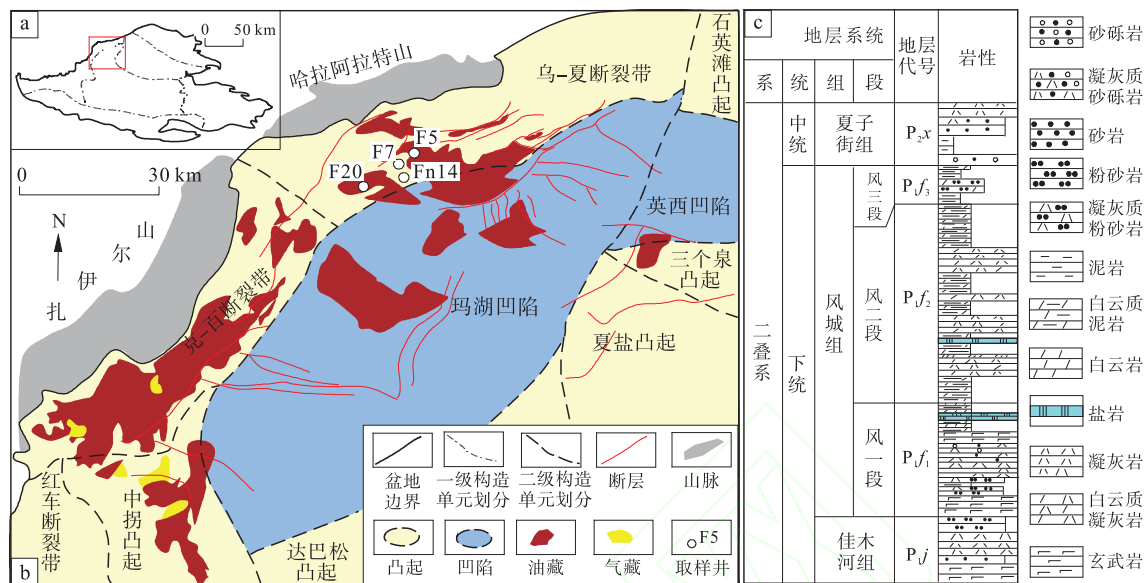 a
0 50 km
哈拉阿拉特山
乌-夏断裂带
石英滩凸起
0 30 km
N
扎伊尔山
F5
F7
F20
Fn14
英西凹陷
三个泉
凸起
克-百断裂带
玛湖凹陷
夏盐凸起
红车断裂带
中拐凸起
达巴松
凸起
b
盆地
边界
一级构造
单元划分
二级构造
单元划分
断层
山脉
凸起
凹陷
油藏
气藏
F5
取样井
c
地层系统
地层
代号
岩性
系
统
组
段
二叠系
中统
下统
夏子
街组
风城组
佳木
河组
风三段
风二段
风一段
P₂x
P₁f₃
P₁f₂
P₁f₁
P₁j
砂砾岩
凝灰质
砂砾岩
砂岩
粉砂岩
凝灰质
粉砂岩
泥岩
白云质
泥岩
白云岩
盐岩
凝灰岩
白云质
凝灰岩
玄武岩